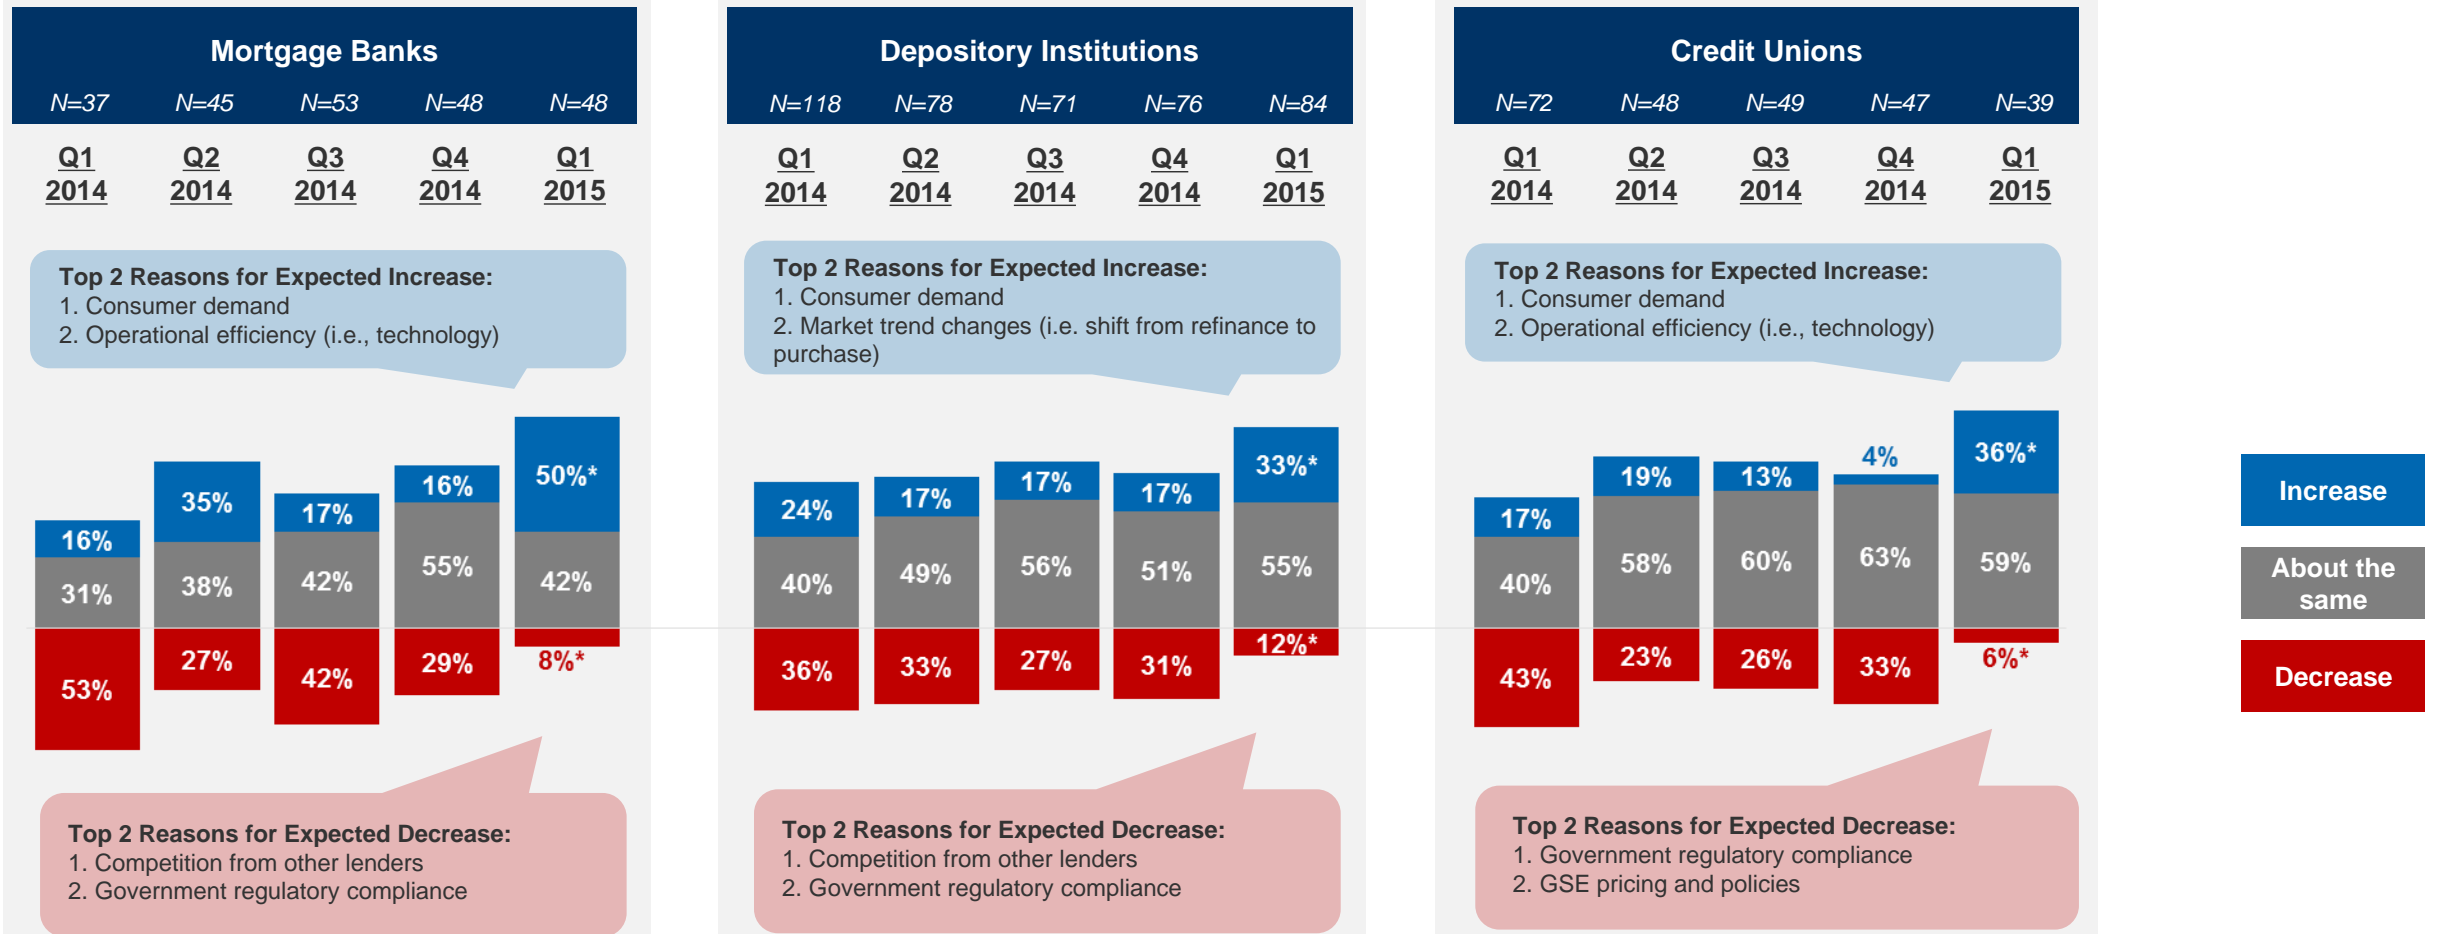 Mortgage Banks
N=37 N=45 N=53 N=48 N=48
Q1 Q2 Q3 Q4 Q1
2014 2014 2014 2014 2015
Top 2 Reasons for Expected Increase:
1. Consumer demand
2. Operational efficiency (i.e., technology)
16% 35% 17% 16% 50%*
31% 38% 42% 55% 42%
53% 27% 42% 29% 8%*
Top 2 Reasons for Expected Decrease:
1. Competition from other lenders
2. Government regulatory compliance
Depository Institutions
N=118 N=78 N=71 N=76 N=84
Q1 Q2 Q3 Q4 Q1
2014 2014 2014 2014 2015
Top 2 Reasons for Expected Increase:
1. Consumer demand
2. Market trend changes (i.e. shift from refinance to
purchase)
24% 17% 17% 17% 33%*
40% 49% 56% 51% 55%
36% 33% 27% 31% 12%*
Top 2 Reasons for Expected Decrease:
1. Competition from other lenders
2. Government regulatory compliance
Credit Unions
N=72 N=48 N=49 N=47 N=39
Q1 Q2 Q3 Q4 Q1
2014 2014 2014 2014 2015
Top 2 Reasons for Expected Increase:
1. Consumer demand
2. Operational efficiency (i.e., technology)
17% 19% 13% 4% 36%*
40% 58% 60% 63% 59%
43% 23% 26% 33% 6%*
Top 2 Reasons for Expected Decrease:
1. Government regulatory compliance
2. GSE pricing and policies
Increase
About the
same
Decrease